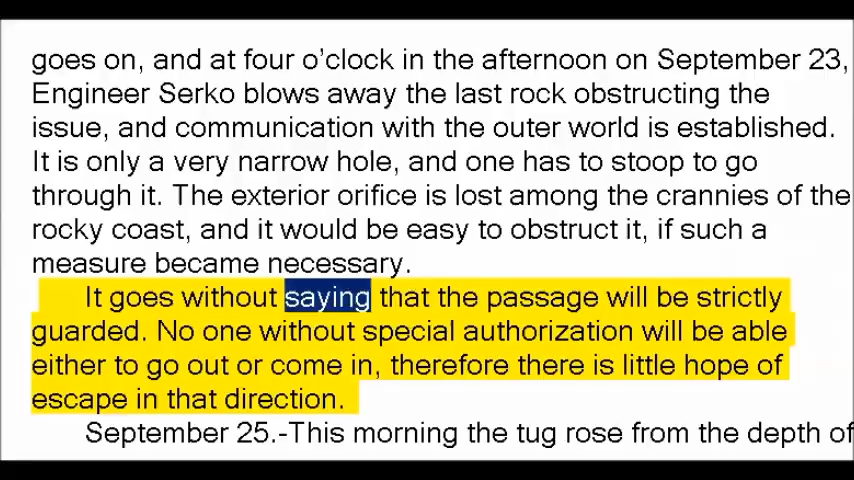 goes on, and at four o’clock in the afternoon on September 23,
Engineer Serko blows away the last rock obstructing the
issue, and communication with the outer world is established.
It is only a very narrow hole, and one has to stoop to go
through it. The exterior orifice is lost among the crannies of the
rocky coast, and it would be easy to obstruct it, if such a
measure became necessary.
It goes without saying that the passage will be strictly
guarded. No one without special authorization will be able
either to go out or come in, therefore there is little hope of
escape in that direction.
September 25.-This morning the tug rose from the depth of